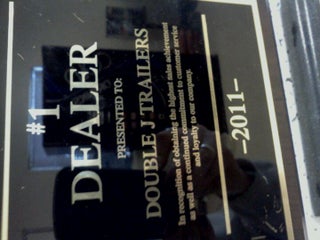 #1
DEALER
PRESENTED TO:
DOUBLE J TRAILERS
In recognition of obtaining the highest sales achievement
as well as a continued commitment to customer service
and loyalty to our company.
-2011-